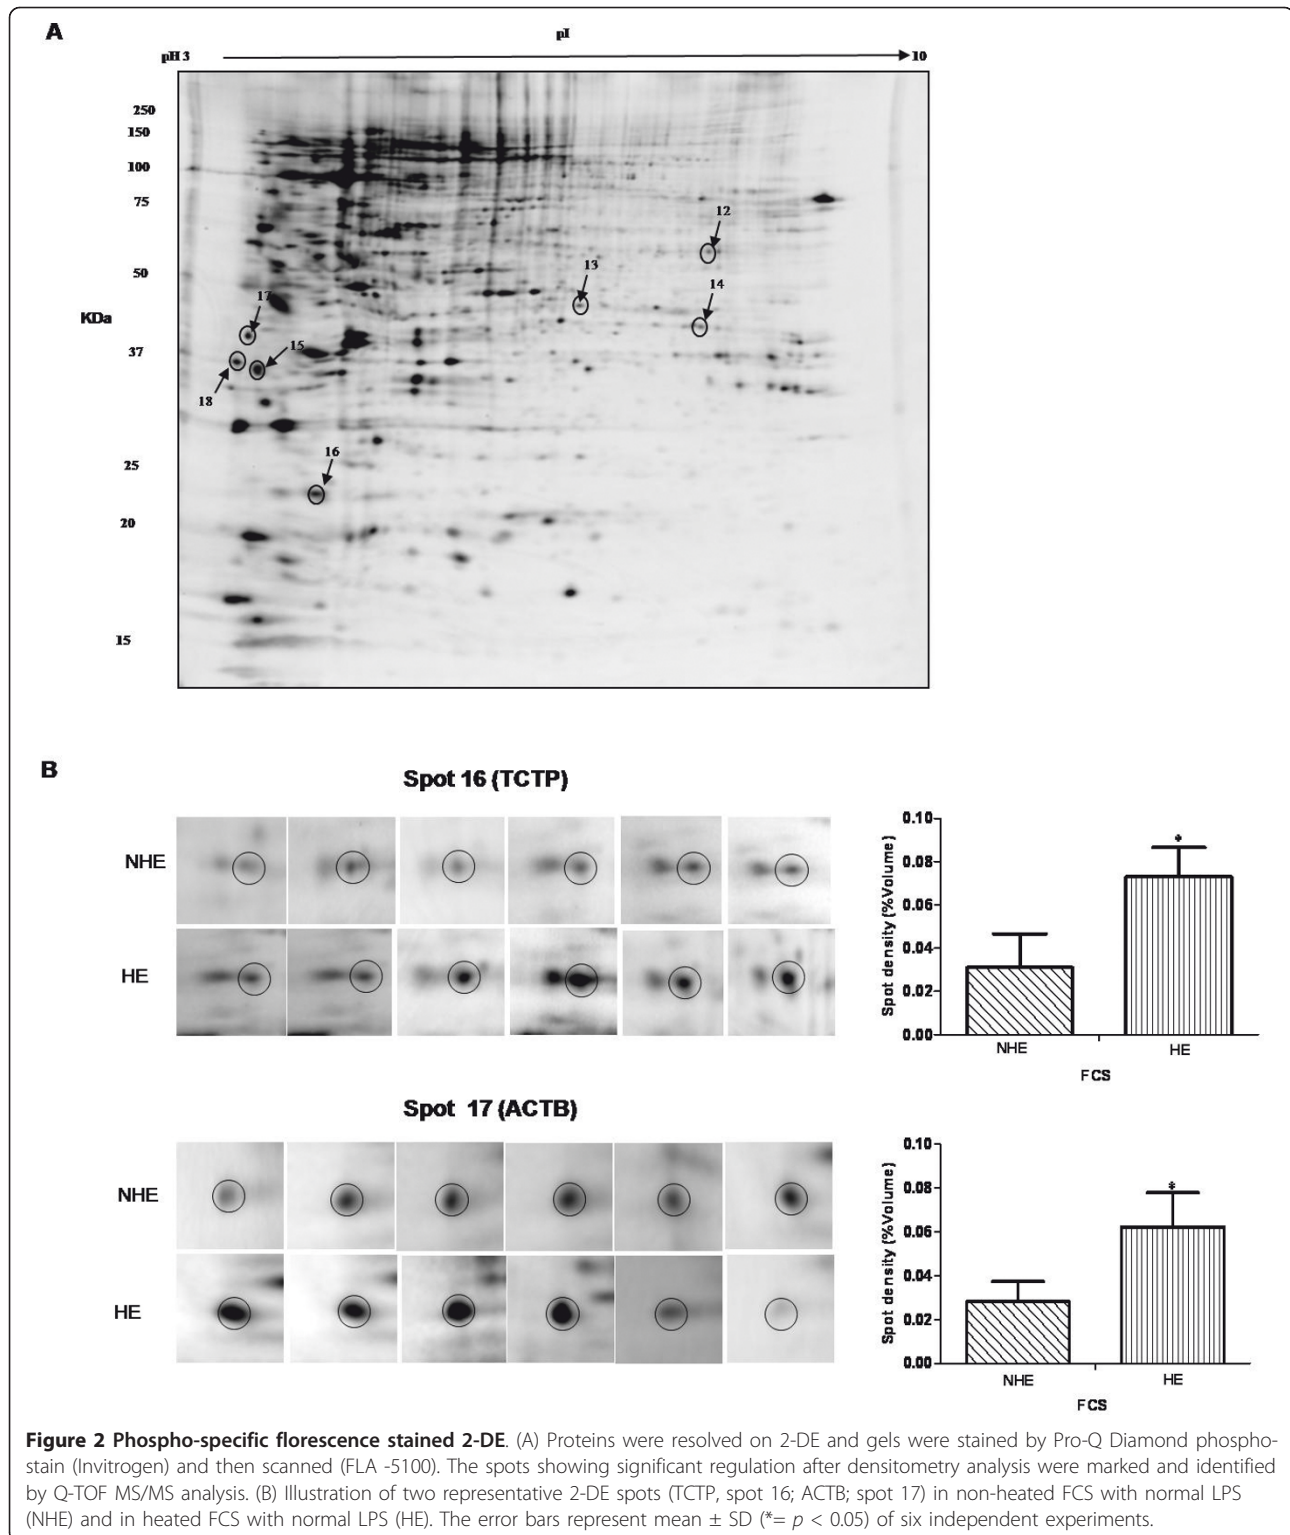 A
pI
pH 3
10
250
150
100
75
50
KDa
37
25
20
15
12
13
14
17
15
18
16
B
Spot 16 (TCTP)
NHE
HE
Spot density (%Volume)
0.10
0.08
0.06
0.04
0.02
0.00
*
NHE
HE
FCS
Spot 17 (ACTB)
NHE
HE
Spot density (%Volume)
0.10
0.08
0.06
0.04
0.02
0.00
*
NHE
HE
FCS
Figure 2 Phospho-specific florescence stained 2-DE. (A) Proteins were resolved on 2-DE and gels were stained by Pro-Q Diamond phospho-
stain (Invitrogen) and then scanned (FLA -5100). The spots showing significant regulation after densitometry analysis were marked and identified
by Q-TOF MS/MS analysis. (B) Illustration of two representative 2-DE spots (TCTP, spot 16; ACTB; spot 17) in non-heated FCS with normal LPS
(NHE) and in heated FCS with normal LPS (HE). The error bars represent mean ± SD (*= p < 0.05) of six independent experiments.